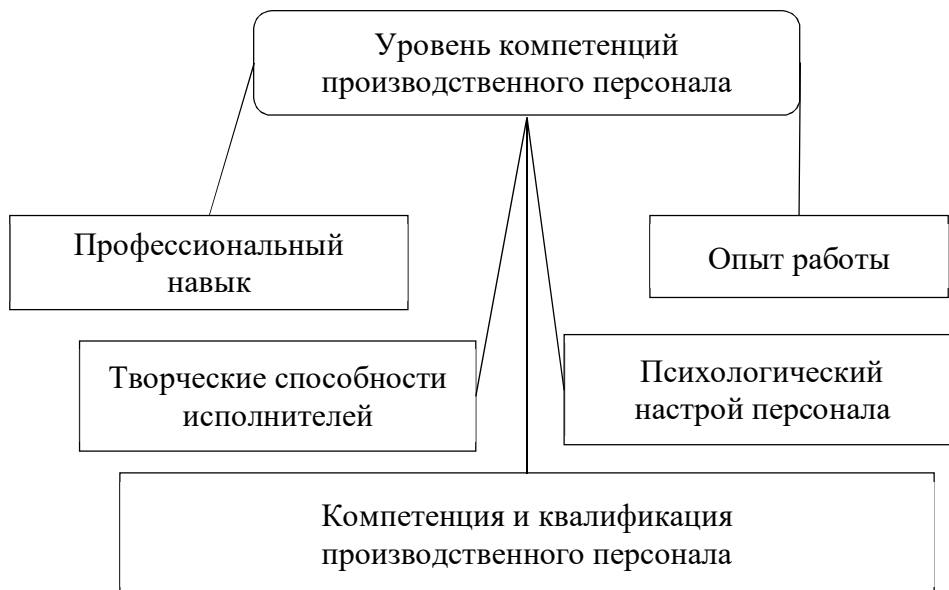 Уровень компетенций
производственного персонала
Профессиональный
навык
Опыт работы
Творческие способности
исполнителей
Психологический
настрой персонала
Компетенция и квалификация
производственного персонала